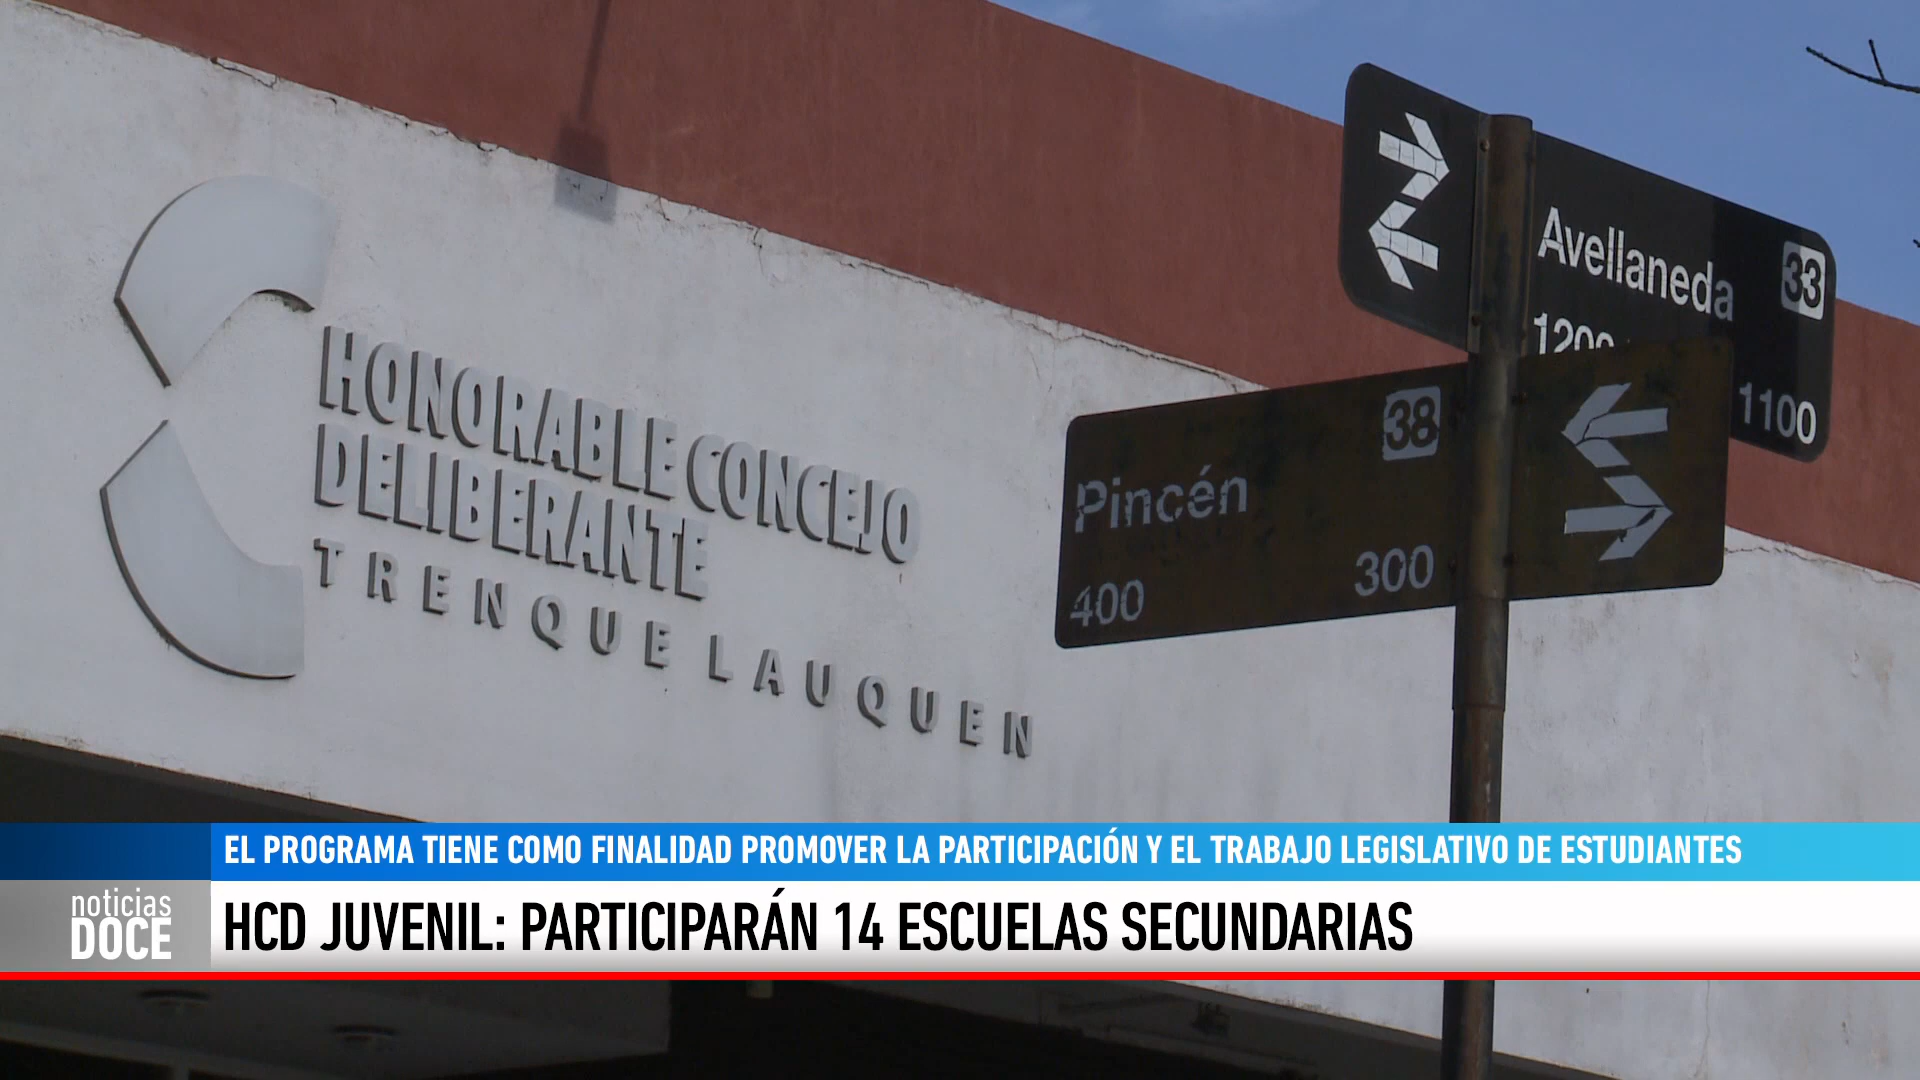 HONORABLE CONCEJO
DELIBERANTE
TRENQUE LAUQUEN
Avellaneda 33
1200
1100
Pincén 38
400 300
EL PROGRAMA TIENE COMO FINALIDAD PROMOVER LA PARTICIPACIÓN Y EL TRABAJO LEGISLATIVO DE ESTUDIANTES
noticias
DOCE
HCD JUVENIL: PARTICIPARÁN 14 ESCUELAS SECUNDARIAS